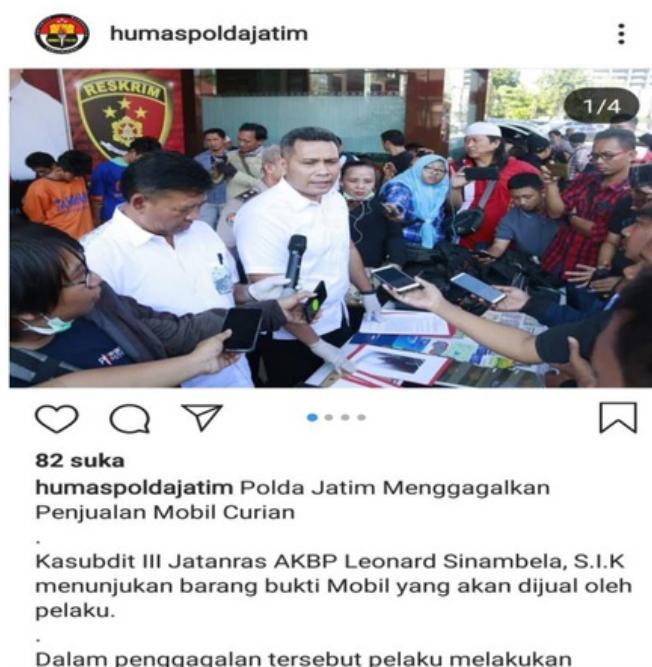 humaspoldajatim
RESKRIM
1/4
82 suka
humaspoldajatim Polda Jatim Menggagalkan
Penjualan Mobil Curian
.
Kasubdit III Jatanras AKBP Leonard Sinambela, S.I.K
menunjukan barang bukti Mobil yang akan dijual oleh
pelaku.
.
Dalam penggagalan tersebut pelaku melakukan